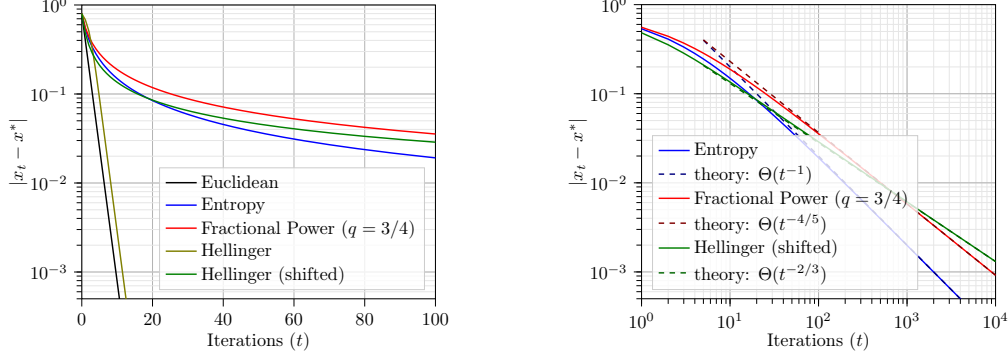 10^0
10^{-1}
10^{-2}
10^{-3}
|x_t − x^*|
Euclidean
Entropy
Fractional Power (q = 3/4)
Hellinger
Hellinger (shifted)
0 20 40 60 80 100
Iterations (t)
10^0
10^{-1}
10^{-2}
10^{-3}
|x_t − x^*|
Entropy
theory: Θ(t^{-1})
Fractional Power (q = 3/4)
theory: Θ(t^{-4/5})
Hellinger (shifted)
theory: Θ(t^{-2/3})
10^0 10^1 10^2 10^3 10^4
Iterations (t)